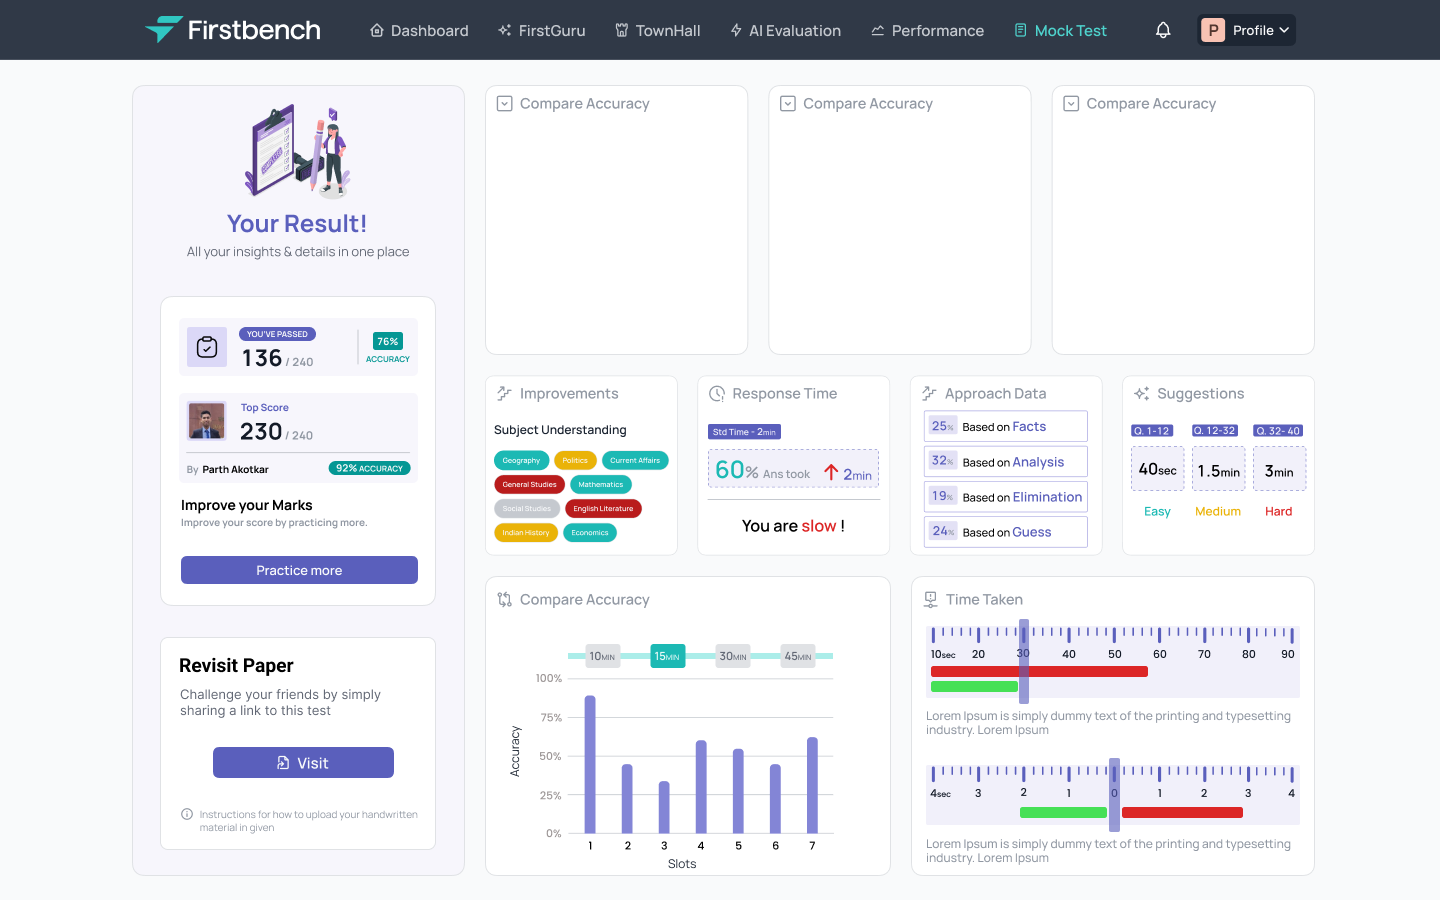 Firstbench
Dashboard
FirstGuru
TownHall
AI Evaluation
Performance
Mock Test
P
Profile
Your Result!
All your insights & details in one place
YOU'VE PASSED
136 / 240
76%
ACCURACY
Top Score
230 / 240
By Parth Akotkar
92% ACCURACY
Improve your Marks
Improve your score by practicing more.
Practice more
Revisit Paper
Challenge your friends by simply
sharing a link to this test
Visit
Instructions for how to upload your handwritten
material in given
Compare Accuracy
Compare Accuracy
Compare Accuracy
Improvements
Subject Understanding
Geography
Politics
Current Affairs
General Studies
Mathematics
Social Studies
English Literature
Indian History
Economics
Response Time
Std Time - 2min
60% Ans took
2min
You are slow !
Approach Data
25% Based on Facts
32% Based on Analysis
19% Based on Elimination
24% Based on Guess
Suggestions
Q. 1-12
Q. 12-32
Q. 32- 40
40sec
1.5min
3min
Easy
Medium
Hard
Compare Accuracy
10MIN
15MIN
30MIN
45MIN
100%
75%
50%
25%
0%
Accuracy
1 2 3 4 5 6 7
Slots
Time Taken
10sec 20 30 40 50 60 70 80 90
Lorem Ipsum is simply dummy text of the printing and typesetting
industry. Lorem Ipsum
4sec 3 2 1 0 1 2 3 4
Lorem Ipsum is simply dummy text of the printing and typesetting
industry. Lorem Ipsum